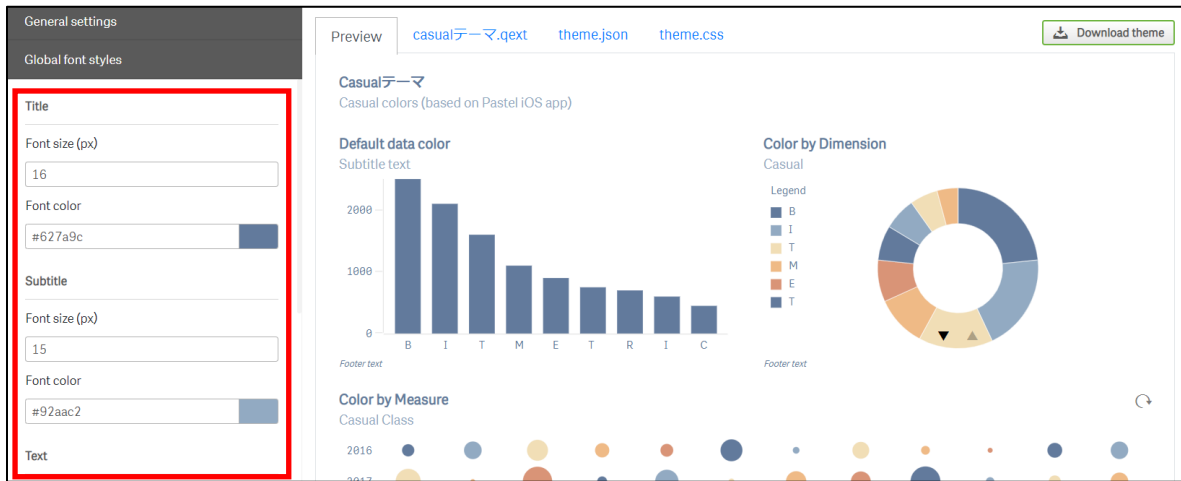 General settings
Global font styles
Title
Font size (px)
16
Font color
#627a9c
Subtitle
Font size (px)
15
Font color
#92aac2
Text
Preview
casualテーマ.qext
theme.json
theme.css
Download theme
Casualテーマ
Casual colors (based on Pastel iOS app)
Default data color
Subtitle text
2000
1000
0
B I T M E T R I C
Footer text
Color by Dimension
Casual
Legend
B
I
T
M
E
T
Footer text
Color by Measure
Casual Class
2016
2017